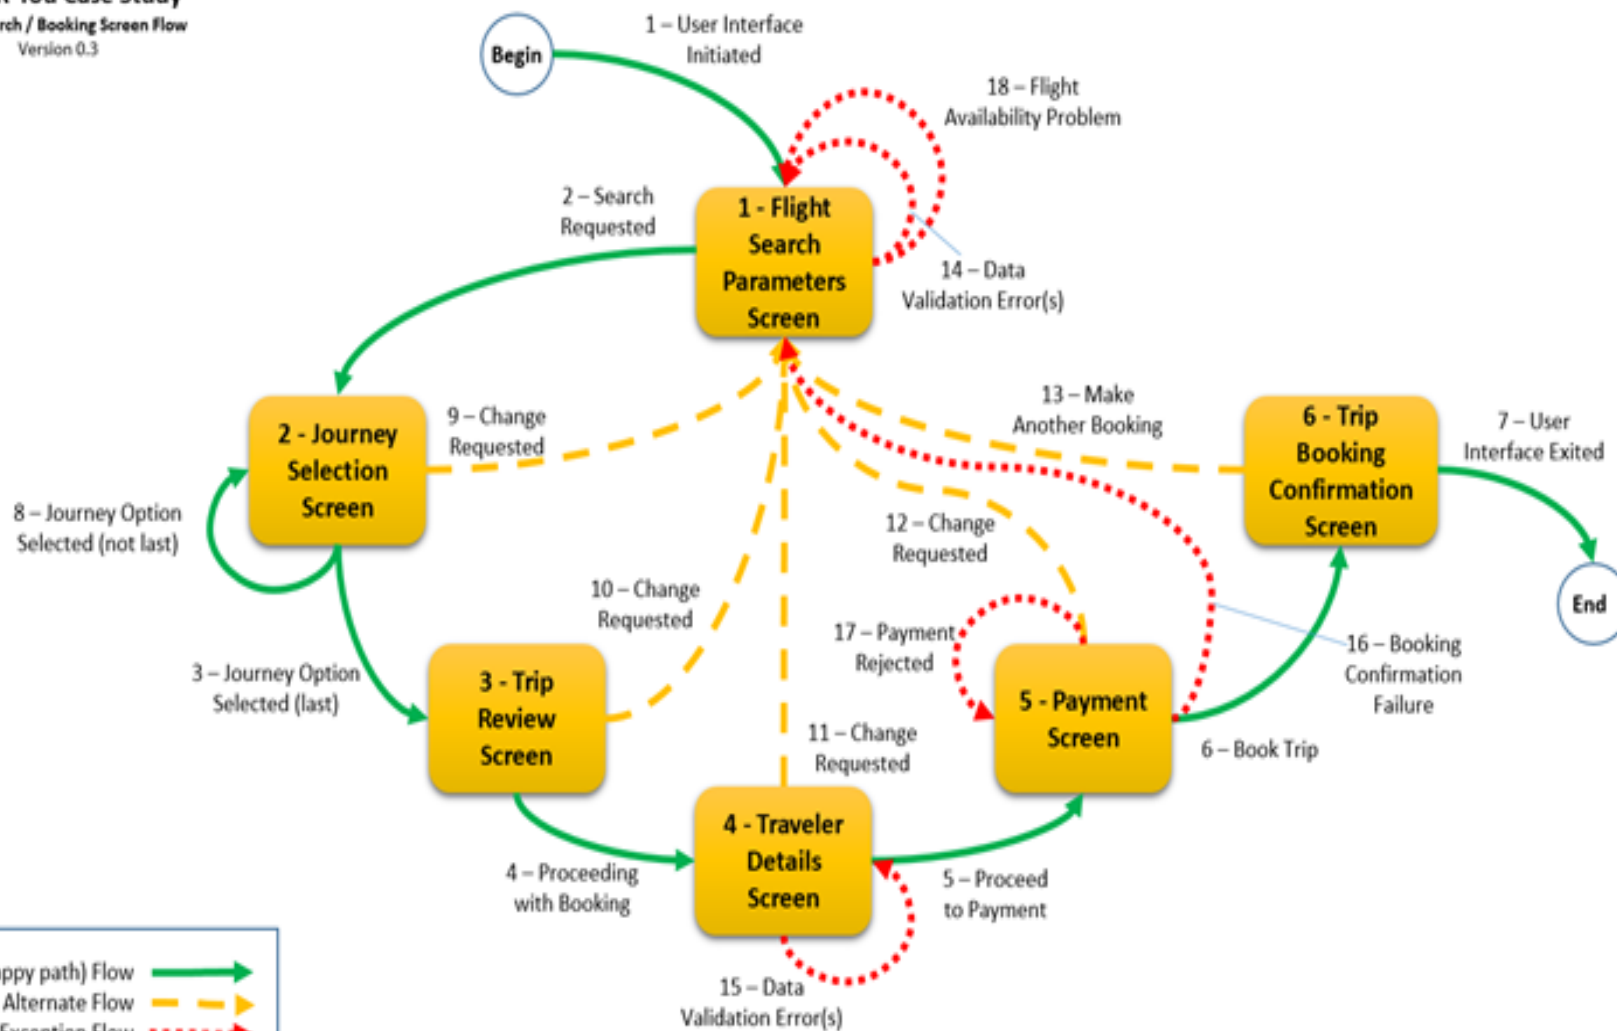 Case Study
/ Booking Screen Flow
Version 0.3
Begin
1 – User Interface
Initiated
18 – Flight
Availability Problem
2 – Search
Requested
1 - Flight
Search
Parameters
Screen
14 – Data
Validation Error(s)
2 - Journey
Selection
Screen
9 – Change
Requested
13 – Make
Another Booking
6 - Trip
Booking
Confirmation
Screen
7 – User
Interface Exited
8 – Journey Option
Selected (not last)
12 – Change
Requested
10 – Change
Requested
End
17 – Payment
Rejected
16 – Booking
Confirmation
Failure
3 – Journey Option
Selected (last)
3 - Trip
Review
Screen
5 - Payment
Screen
11 – Change
Requested
6 – Book Trip
4 - Traveler
Details
Screen
4 – Proceeding
with Booking
5 – Proceed
to Payment
15 – Data
Validation Error(s)
path) Flow
Alternate Flow
Exception Flow